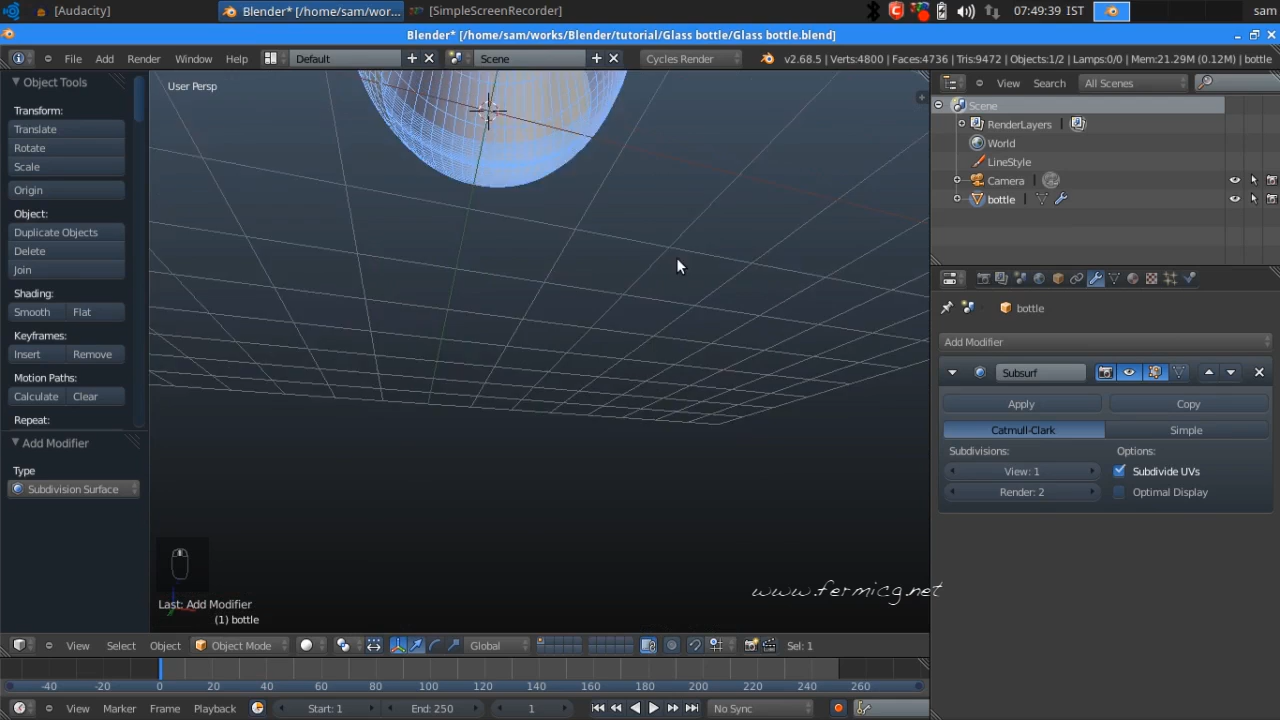 [Audacity] Blender* [/home/sam/wor... [SimpleScreenRecorder] 07:49:39 IST sam
Blender* [/home/sam/works/Blender/tutorial/Glass bottle/Glass bottle.blend]
File Add Render Window Help Default Scene Cycles Render v2.68.5 | Verts:4800 | Faces:4736 | Tris:9472 | Objects:1/2 | Lamps:0/0 | Mem:21.29M (0.12M) | bottle
Object Tools
Transform:
Translate
Rotate
Scale
Origin
Object:
Duplicate Objects
Delete
Join
Shading:
Smooth Flat
Keyframes:
Insert Remove
Motion Paths:
Calculate Clear
Repeat:
Add Modifier
Type
Subdivision Surface
User Persp
Last: Add Modifier
(1) bottle
www.fermicg.net
View Search All Scenes
Scene
RenderLayers
World
LineStyle
Camera
bottle
bottle
Add Modifier
Subsurf
Apply Copy
Catmull-Clark Simple
Subdivisions: Options:
View: 1 Subdivide UVs
Render: 2 Optimal Display
View Select Object Object Mode Global Sel: 1
-40 -20 0 20 40 60 80 100 120 140 160 180 200 220 240 260
View Marker Frame Playback Start: 1 End: 250 1 No Sync